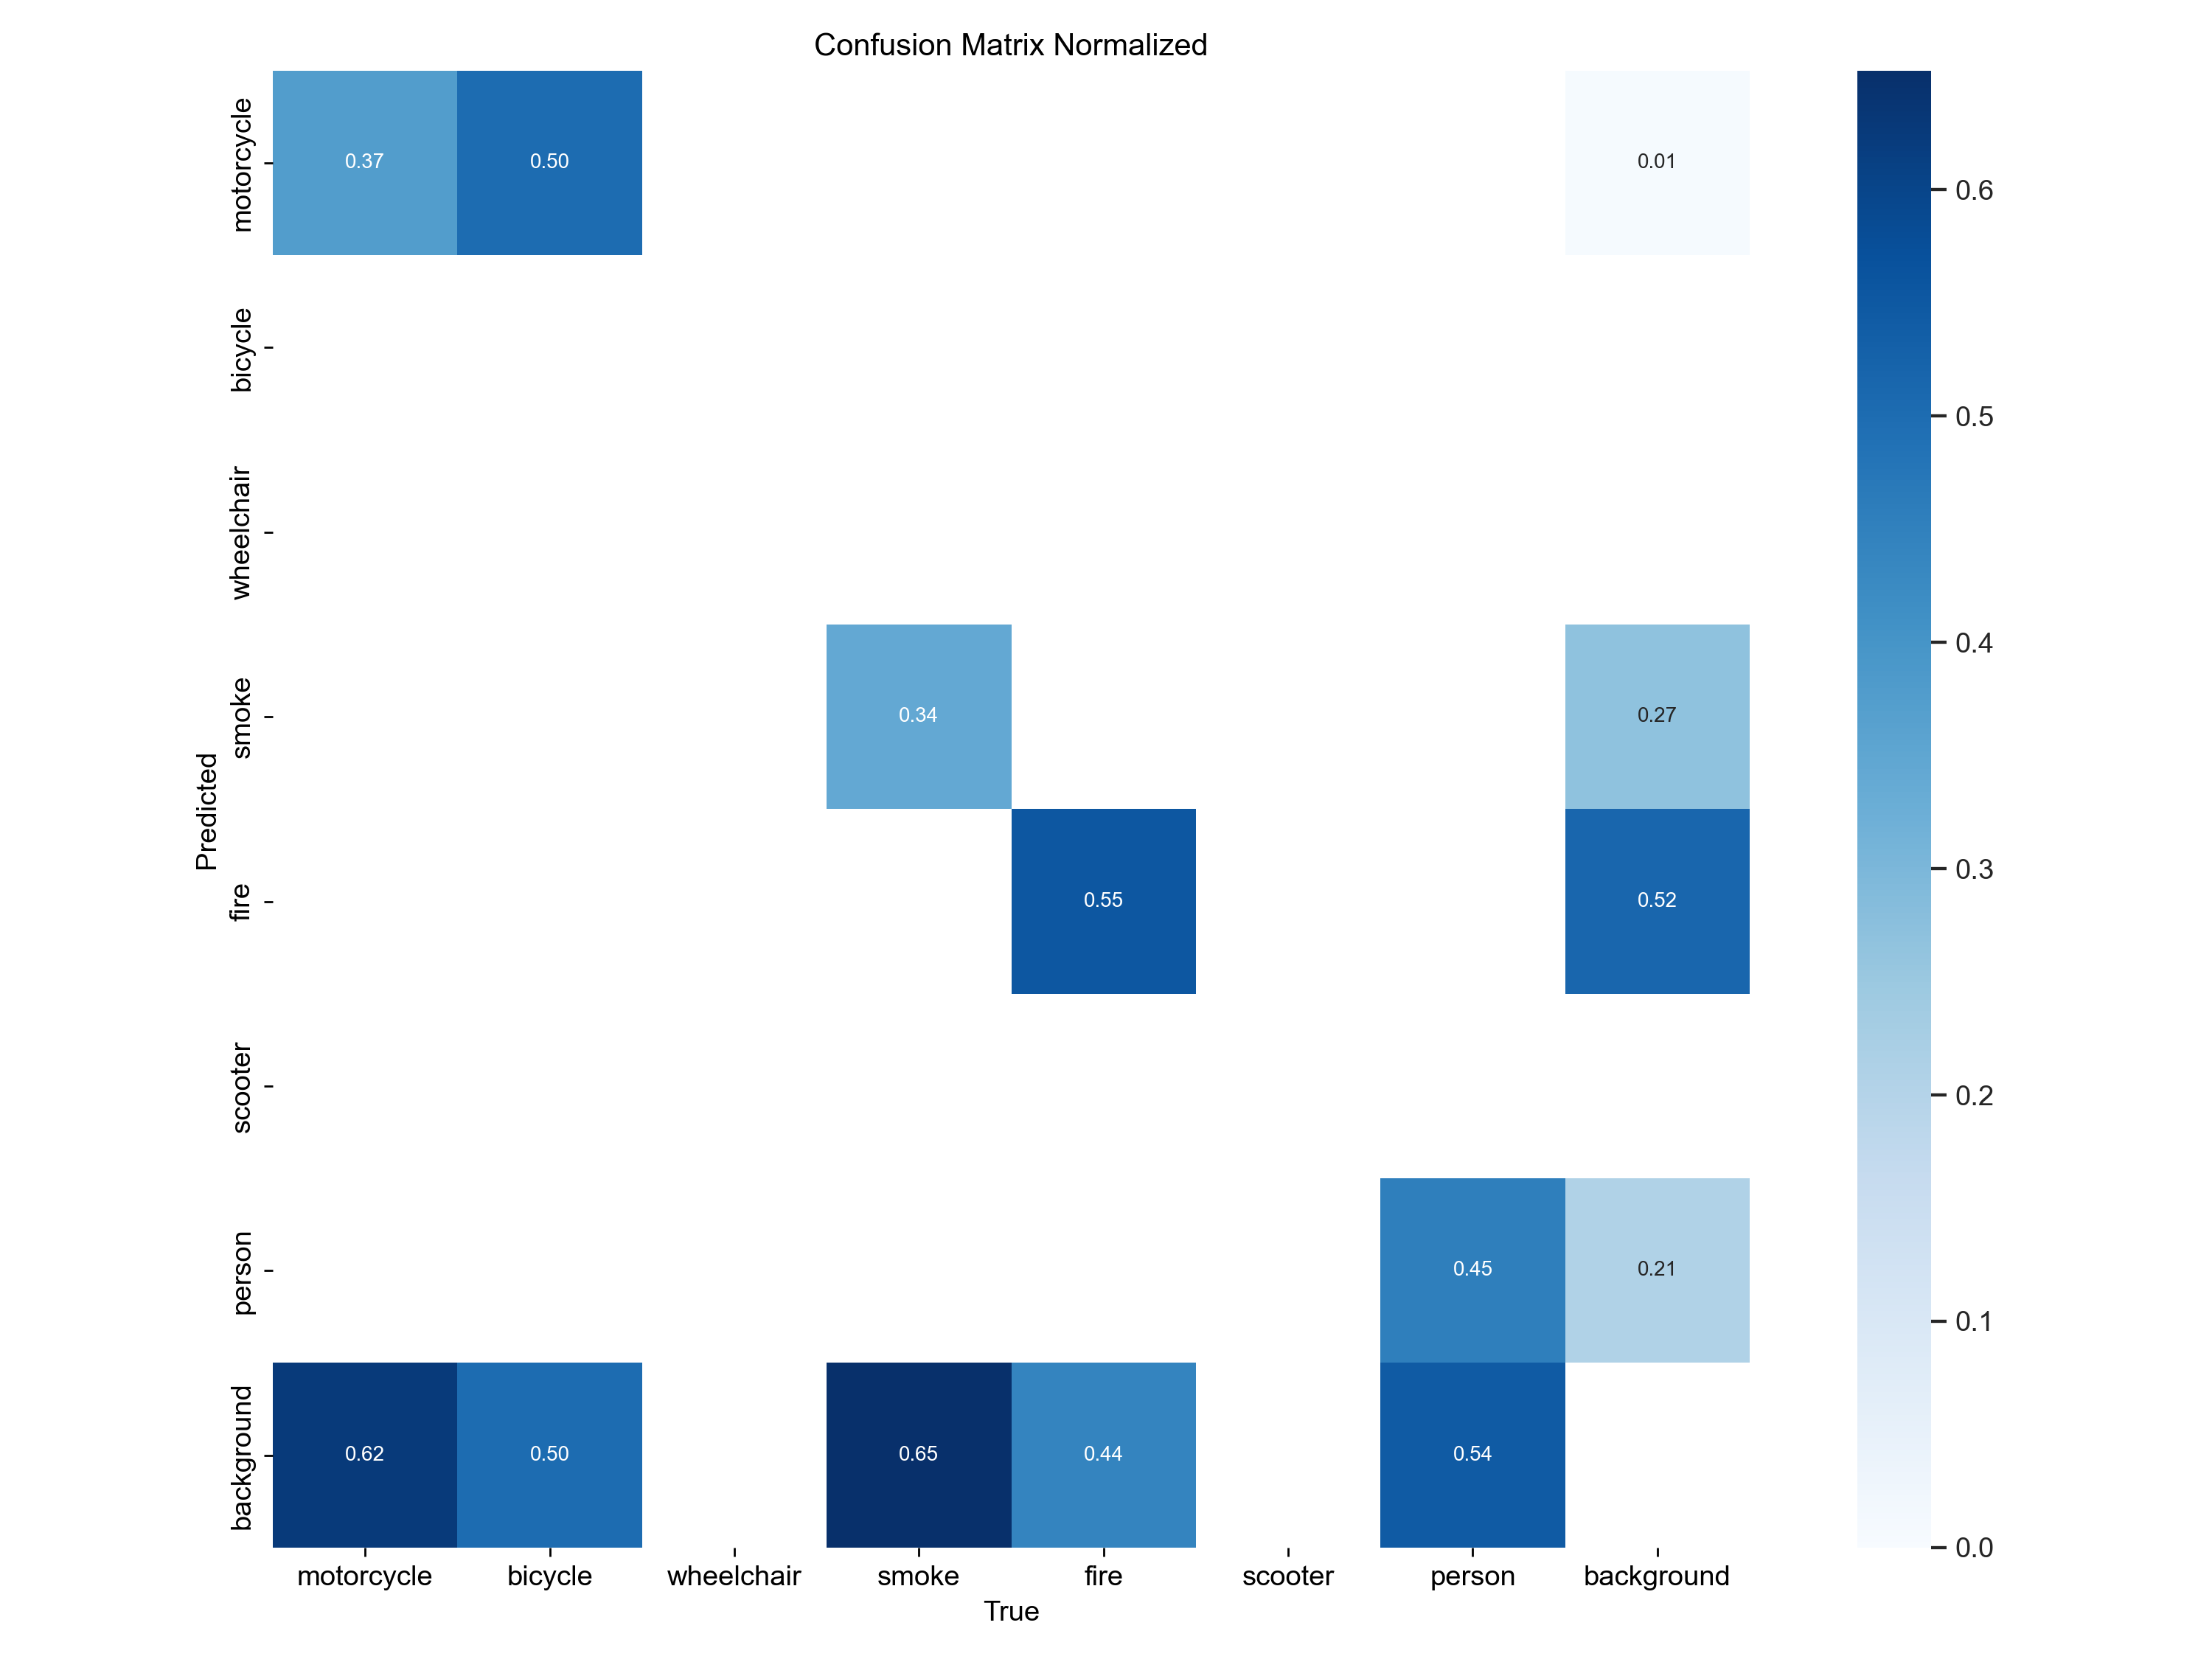 Confusion Matrix Normalized
motorcycle
0.37
0.50
0.01
bicycle
wheelchair
smoke
0.34
0.27
fire
0.55
0.52
scooter
person
0.45
0.21
background
0.62
0.50
0.65
0.44
0.54
Predicted
motorcycle bicycle wheelchair smoke fire scooter person background
True
0.6
0.5
0.4
0.3
0.2
0.1
0.0